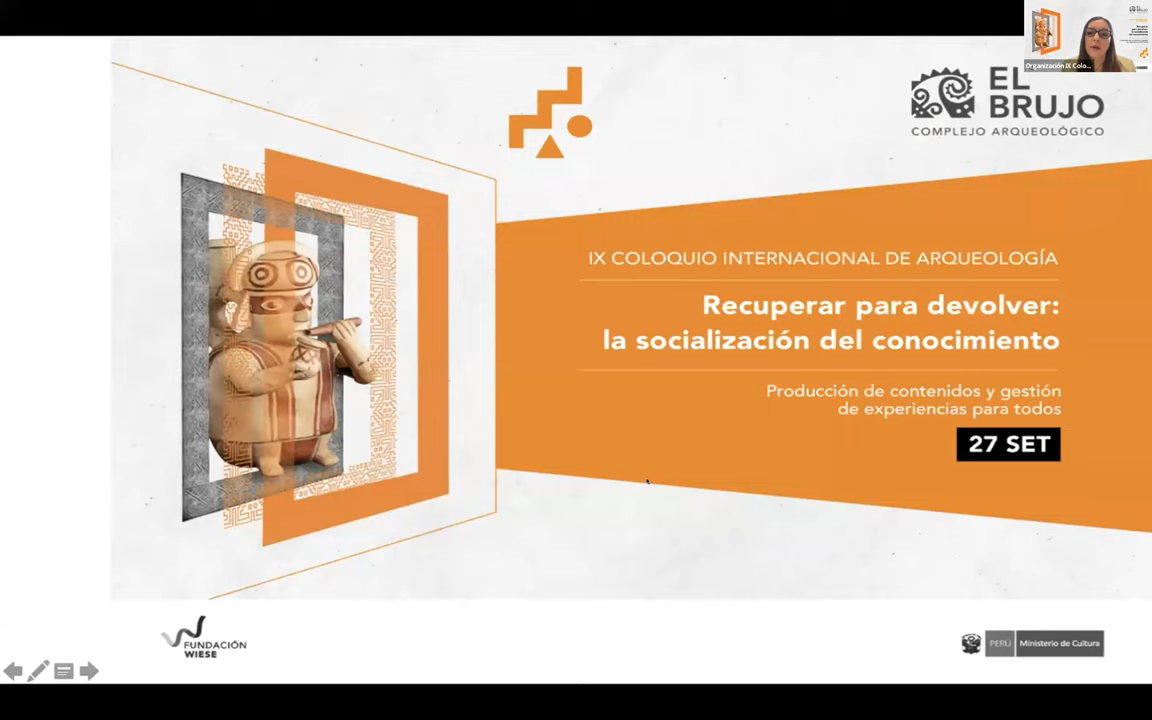 Organización IX Colo...
EL
BRUJO
COMPLEJO ARQUEOLÓGICO
IX COLOQUIO INTERNACIONAL DE ARQUEOLOGÍA
Recuperar para devolver:
la socialización del conocimiento
Producción de contenidos y gestión
de experiencias para todos
27 SET
FUNDACIÓN
WIESE
PERÚ Ministerio de Cultura